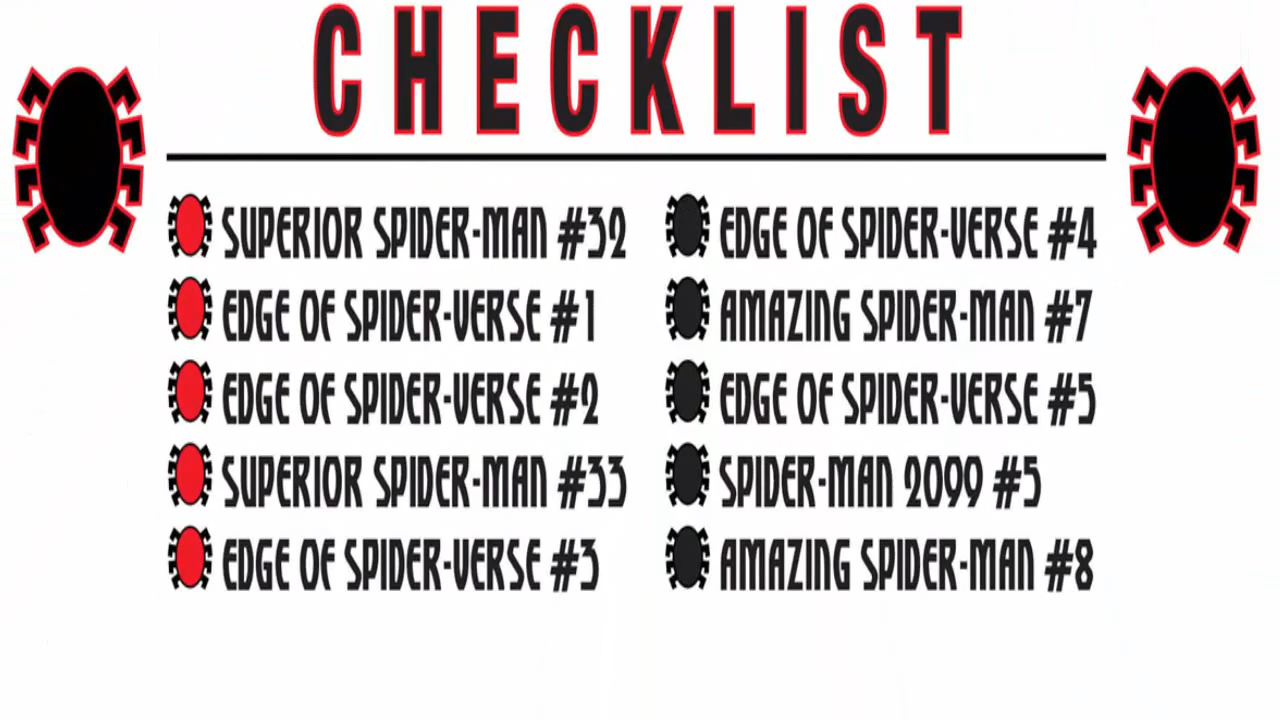 CHECKLIST
SUPERIOR SPIDER-MAN #32
EDGE OF SPIDER-VERSE #1
EDGE OF SPIDER-VERSE #2
SUPERIOR SPIDER-MAN #33
EDGE OF SPIDER-VERSE #3
EDGE OF SPIDER-VERSE #4
AMAZING SPIDER-MAN #7
EDGE OF SPIDER-VERSE #5
SPIDER-MAN 2099 #5
AMAZING SPIDER-MAN #8